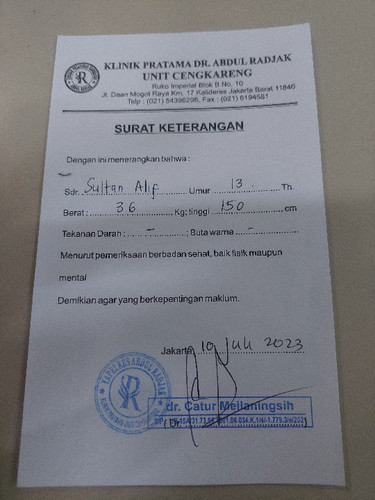 KLINIK PRATAMA DR. ABDUL RADJAK
UNIT CENGKARENG
Ruko Imperial Blok B No. 10
Jl. Daan Mogot Raya Km. 17 Kalideres Jakarta Barat 11840
Telp : (021) 54396298, Fax : (021) 6194581
SURAT KETERANGAN
Dengan ini menerangkan bahwa :
Sdr. Sultan Alif Umur 13 Th.
Berat : 36 Kg; tinggi 150 cm
Tekanan Darah : - ; Buta warna -
Menurut pemeriksaan berbadan sehat, baik fisik maupun
mental
Demikian agar yang berkepentingan maklum.
Jakarta, 10 Juli 2023
dr. Catur Meilaningsih
(Dr.